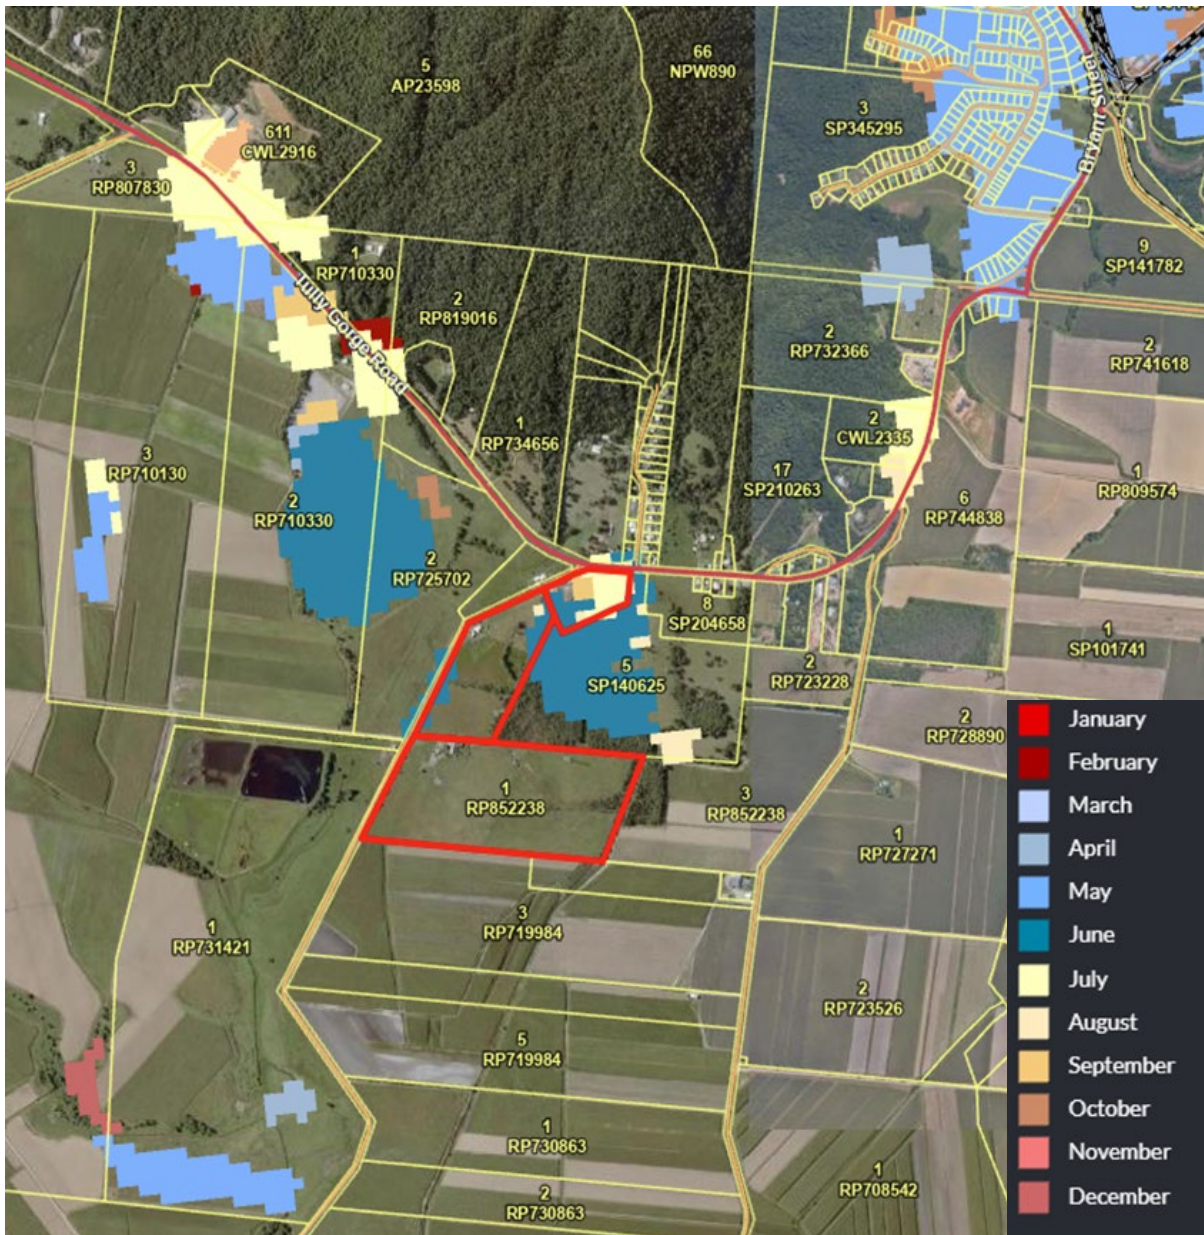 5
AP23598
66
NPW890
3
SP345295
Bryant Street
611
CWL2916
3
RP807830
9
SP141782
1
RP710330
2
RP819016
Tully Gorge Road
2
RP732366
2
RP741618
1
RP734656
2
CWL2335
3
RP710130
17
SP210263
1
RP809574
2
RP710330
6
RP744838
2
RP725702
8
SP204658
1
SP101741
5
SP140625
2
RP723228
2
RP728890
1
RP852238
3
RP852238
1
RP727271
3
RP719984
1
RP731421
2
RP723526
5
RP719984
1
RP730863
2
RP730863
1
RP708542
January
February
March
April
May
June
July
August
September
October
November
December